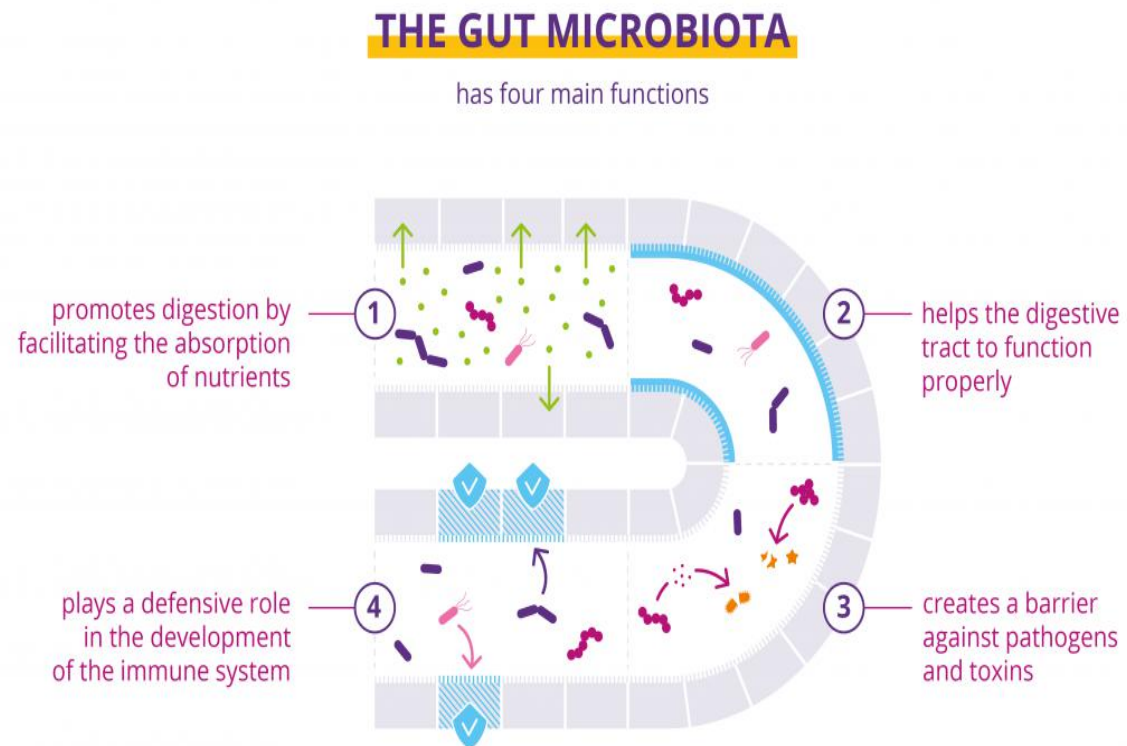 THE GUT MICROBIOTA
has four main functions
1
promotes digestion by
facilitating the absorption
of nutrients
2
helps the digestive
tract to function
properly
3
creates a barrier
against pathogens
and toxins
4
plays a defensive role
in the development
of the immune system